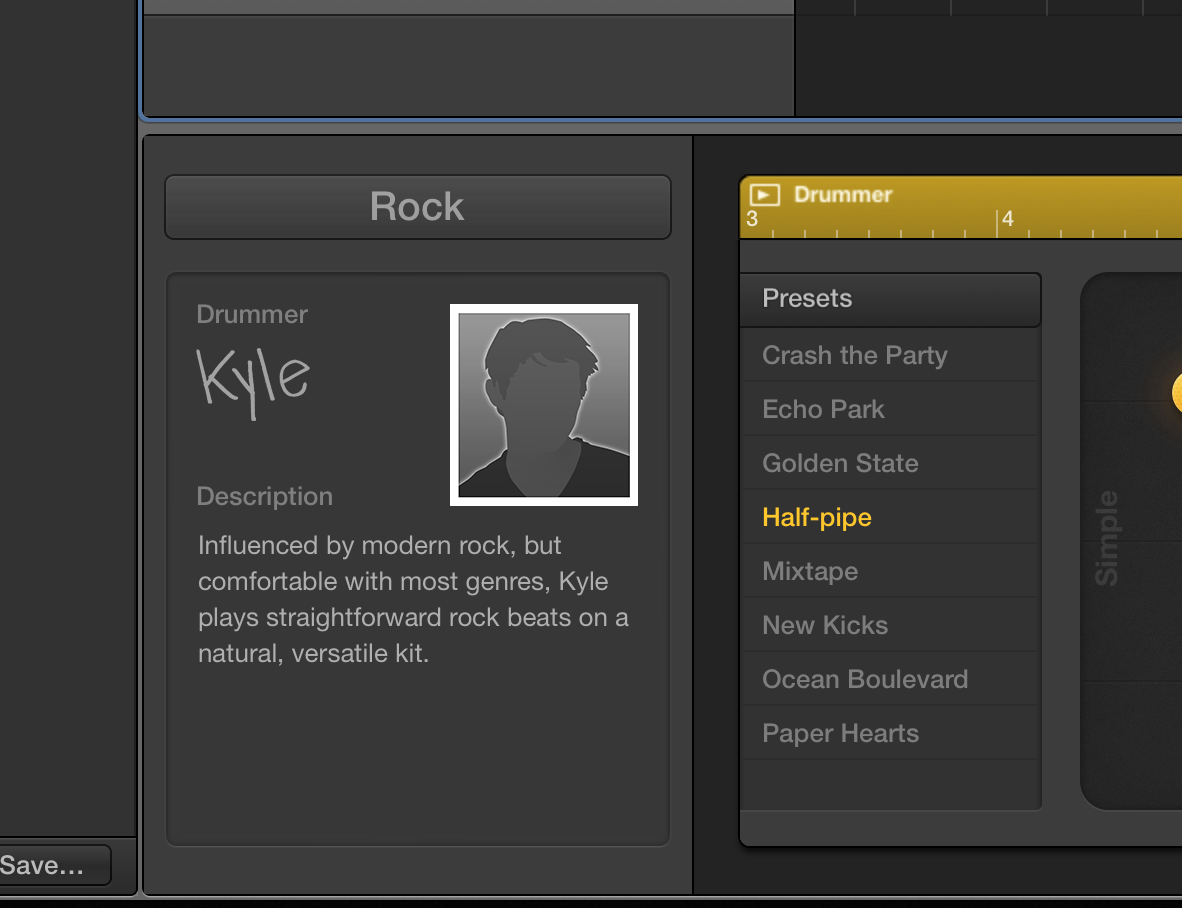 Rock
Drummer
Kyle
Description
Influenced by modern rock, but
comfortable with most genres, Kyle
plays straightforward rock beats on a
natural, versatile kit.
Save...
Drummer
3 4
Presets
Crash the Party
Echo Park
Golden State
Half-pipe
Mixtape
New Kicks
Ocean Boulevard
Paper Hearts
Simple